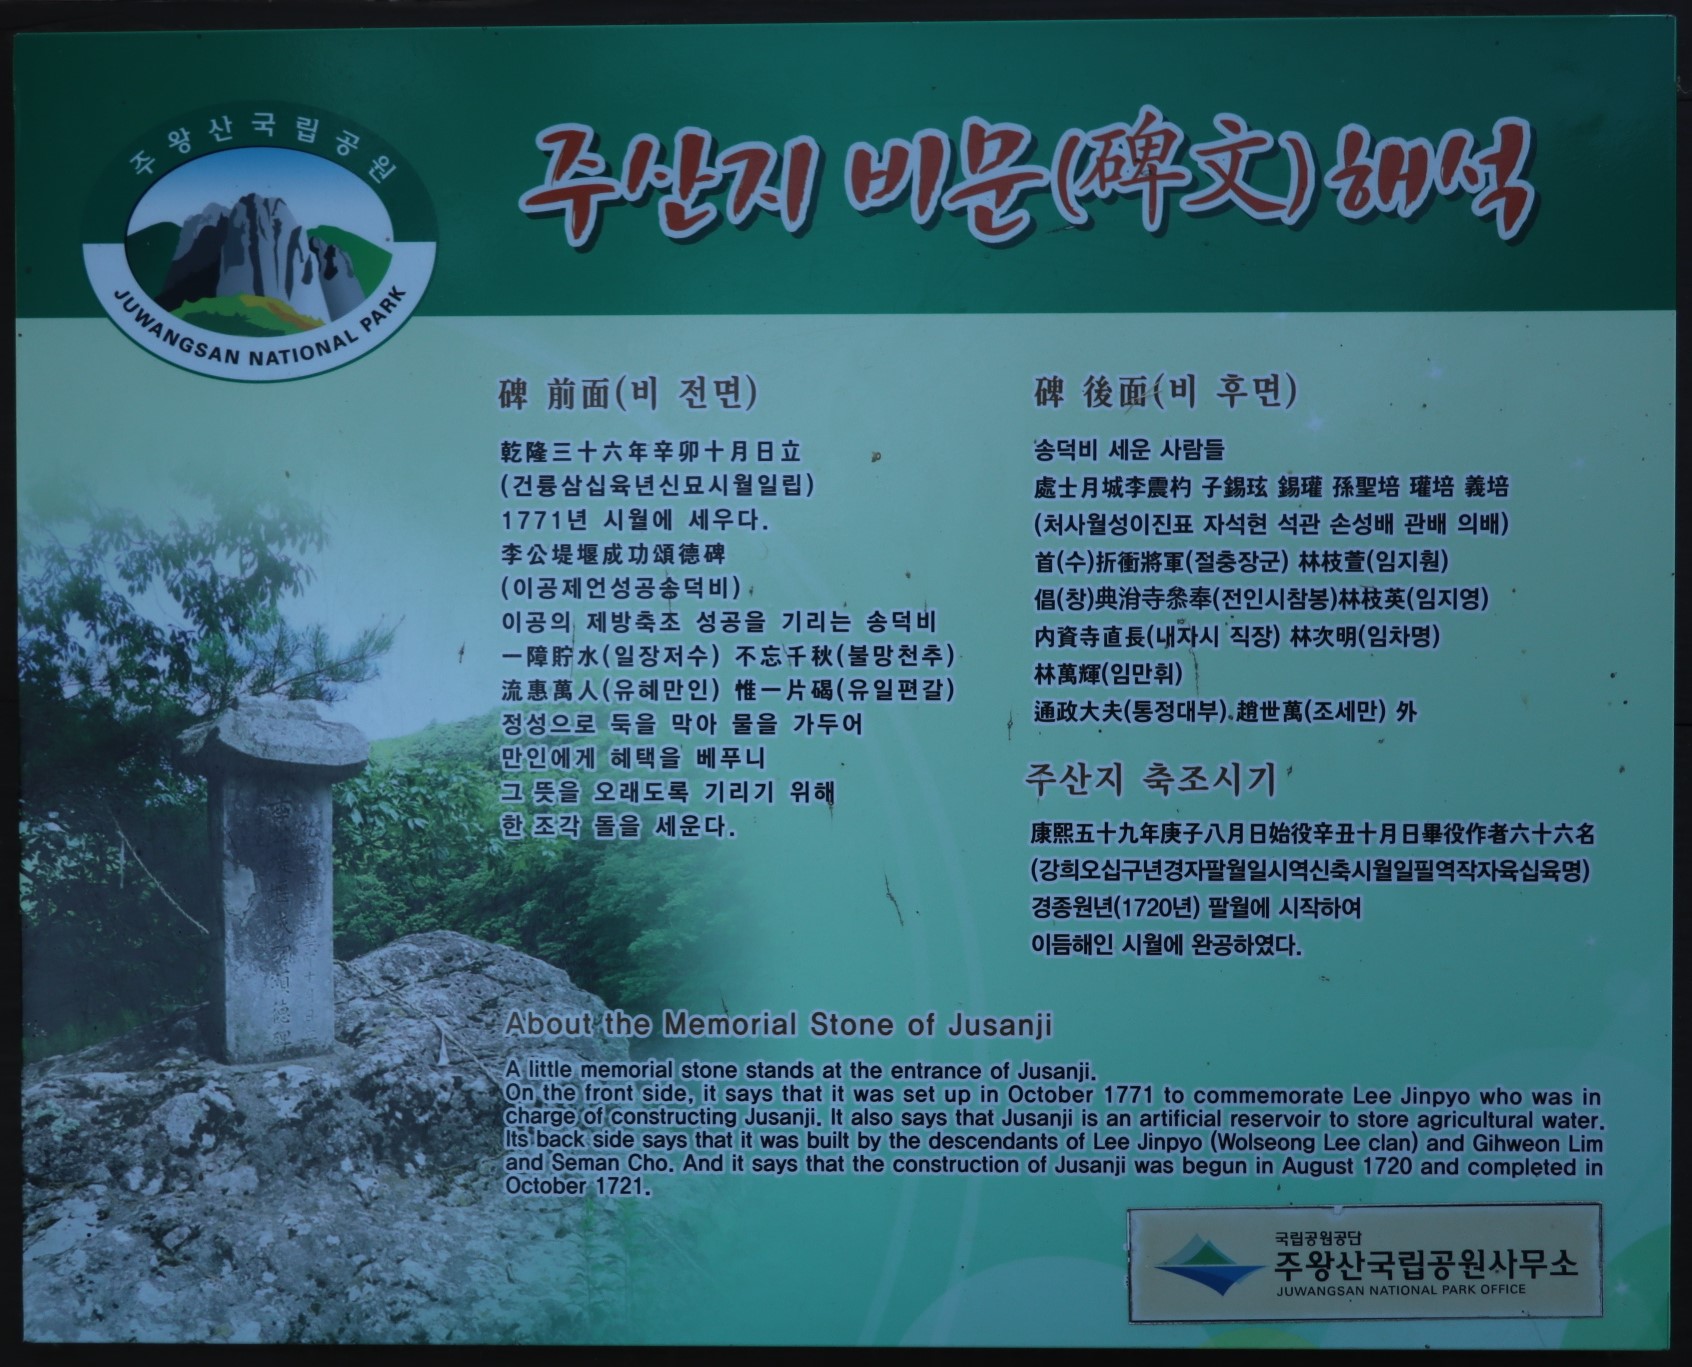 주왕산국립공원
JUWANGSAN NATIONAL PARK
주산지 비문(碑文) 해석
碑 前面(비 전면)
乾隆三十六年辛卯十月日立
(건륭삼십육년신묘시월일립)
1771년 시월에 세우다.
李公堤堰成功頌德碑
(이공제언성공송덕비)
이공의 제방축조 성공을 기리는 송덕비
一障貯水(일장저수) 不忘千秋(불망천추)
流惠萬人(유혜만인) 惟一片碣(유일편갈)
정성으로 둑을 막아 물을 가두어
만인에게 혜택을 베푸니
그 뜻을 오래도록 기리기 위해
한 조각 돌을 세운다.
碑 後面(비 후면)
송덕비 세운 사람들
處士月城李震杓 子錫玹 錫瓘 孫聖培 瓘培 義培
(처사월성이진표 자석현 석관 손성배 관배 의배)
首(수)折衝將軍(절충장군) 林枝萱(임지훤)
倡(창)典涓寺叅奉(전인시참봉)林枝英(임지영)
内資寺直長(내자시 직장) 林次明(임차명)
林萬輝(임만휘)
通政大夫(통정대부).趙世萬(조세만) 外
주산지 축조시기
康熙五十九年庚子八月日始役辛丑十月日畢役作者六十六名
(강희오십구년경자팔월일시역신축시월일필역작자육십육명)
경종원년(1720년) 팔월에 시작하여
이듬해인 시월에 완공하였다.
About the Memorial Stone of Jusanji
A little memorial stone stands at the entrance of Jusanji.
On the front side, it says that it was set up in October 1771 to commemorate Lee Jinpyo who was in
charge of constructing Jusanji. It also says that Jusanji is an artificial reservoir to store agricultural water.
Its back side says that it was built by the descendants of Lee Jinpyo (Wolseong Lee clan) and Gihweon Lim
and Seman Cho. And it says that the construction of Jusanji was begun in August 1720 and completed in
October 1721.
국립공원공단
주왕산국립공원사무소
JUWANGSAN NATIONAL PARK OFFICE